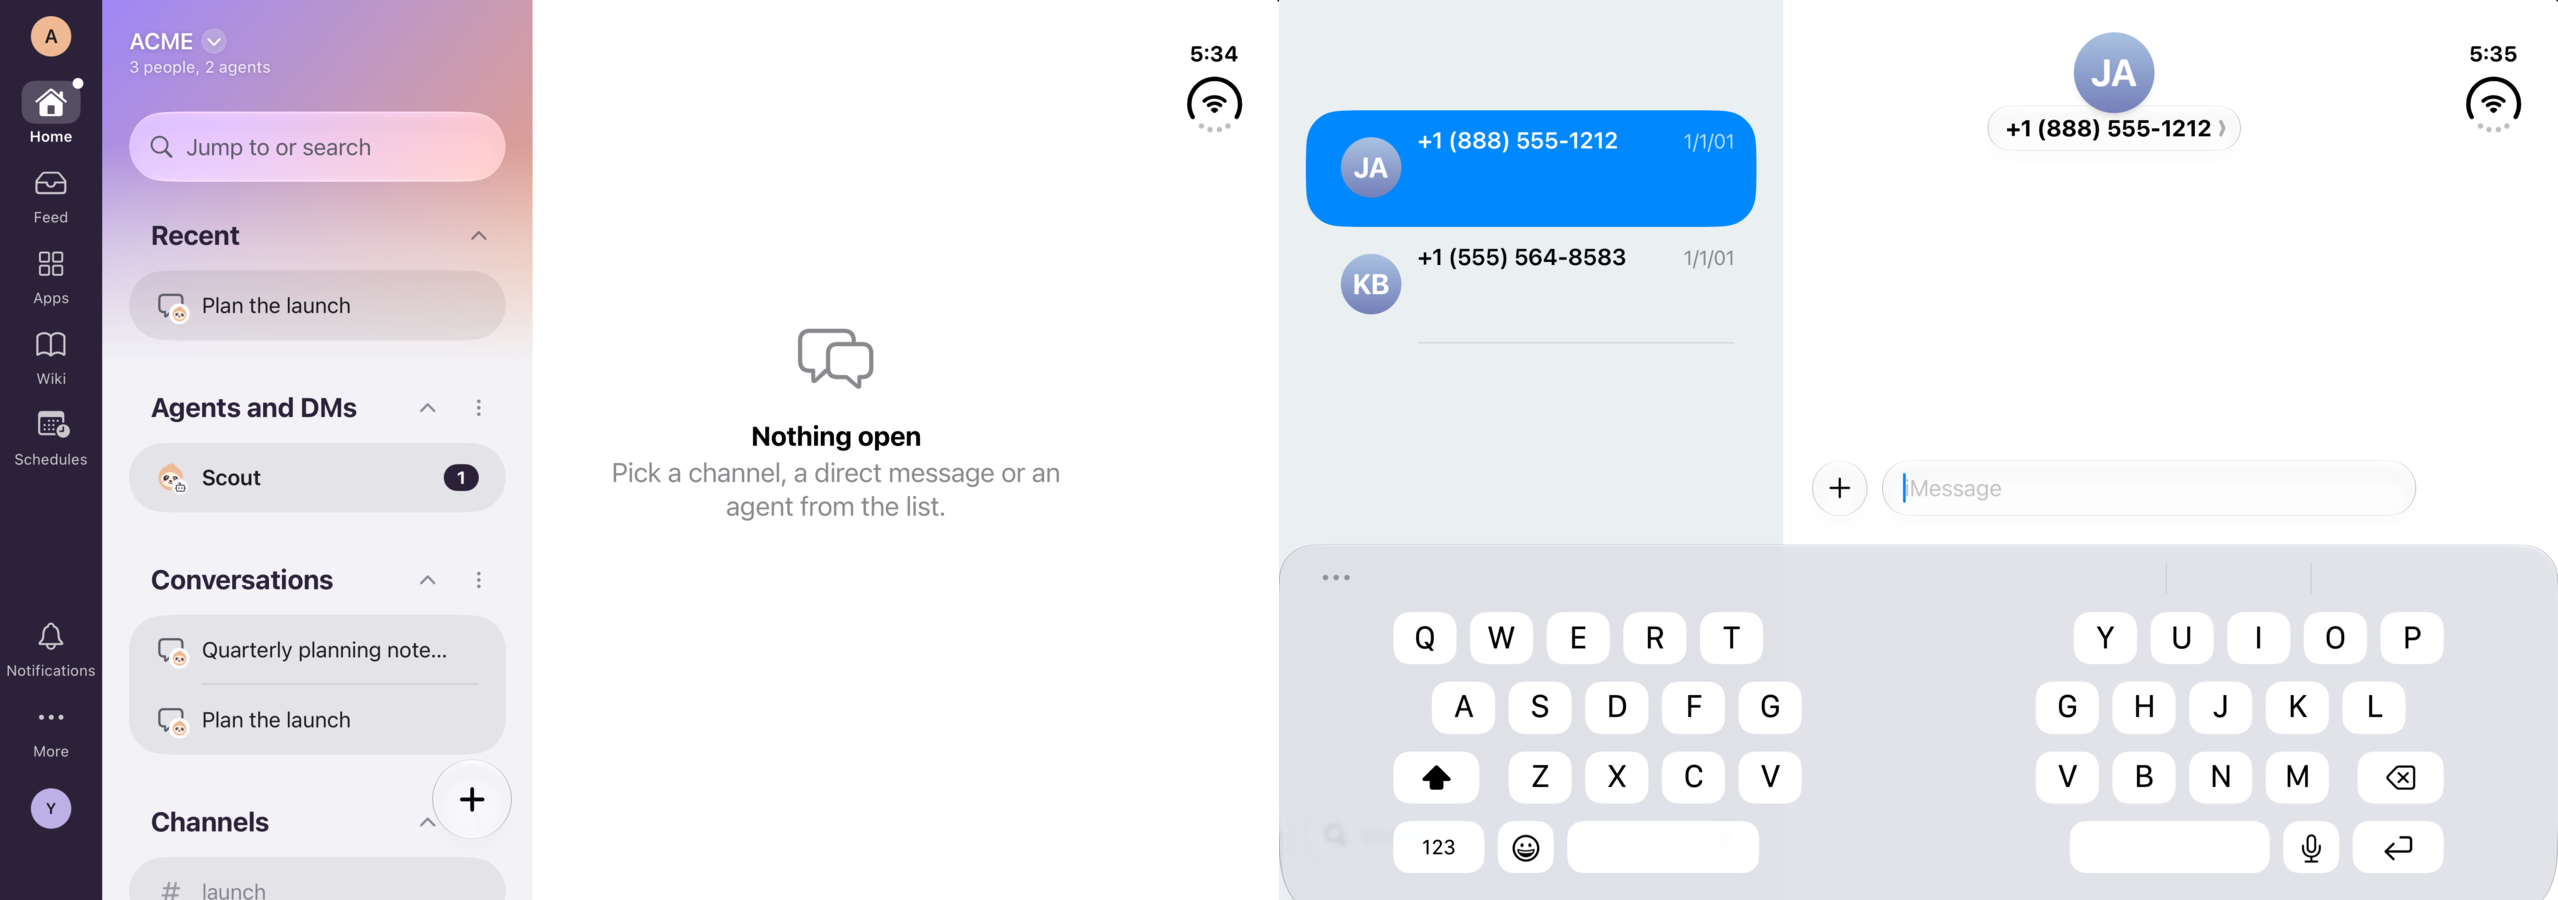 A
Home
Feed
Apps
Wiki
Schedules
Notifications
More
Y
ACME
3 people, 2 agents
Jump to or search
Recent
Plan the launch
Agents and DMs
Scout
1
Conversations
Quarterly planning note...
Plan the launch
Channels
# launch
5:34
Nothing open
Pick a channel, a direct message or an
agent from the list.
JA
+1 (888) 555-1212
1/1/01
KB
+1 (555) 564-8583
1/1/01
JA
+1 (888) 555-1212
5:35
iMessage
Q W E R T Y U I O P
A S D F G G H J K L
Z X C V V B N M
123